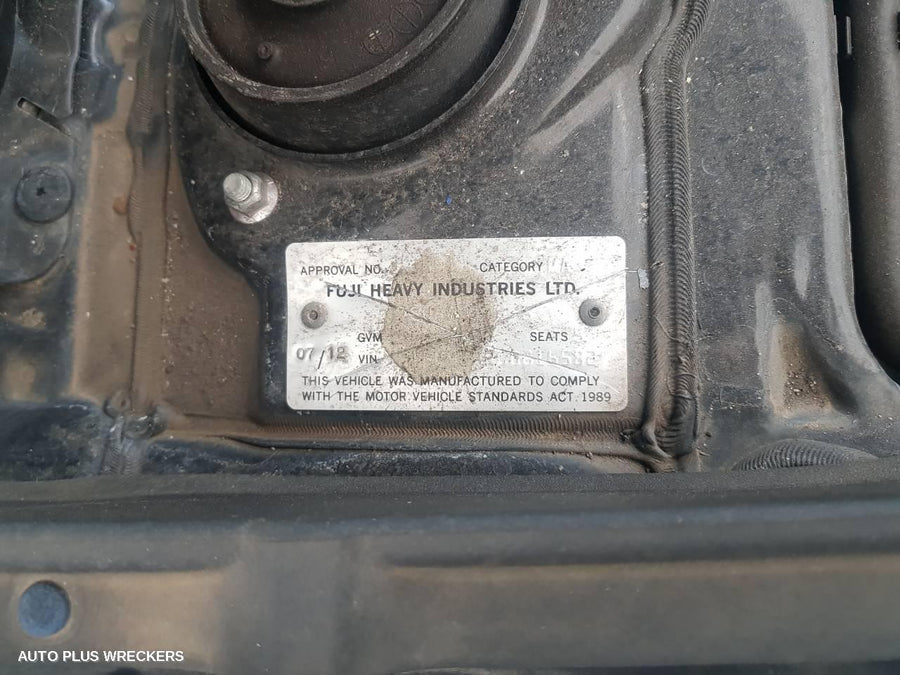 APPROVAL NO. CATEGORY
FUJI HEAVY INDUSTRIES LTD.
GVM SEATS
07/12 VIN
THIS VEHICLE WAS MANUFACTURED TO COMPLY
WITH THE MOTOR VEHICLE STANDARDS ACT 1989
AUTO PLUS WRECKERS